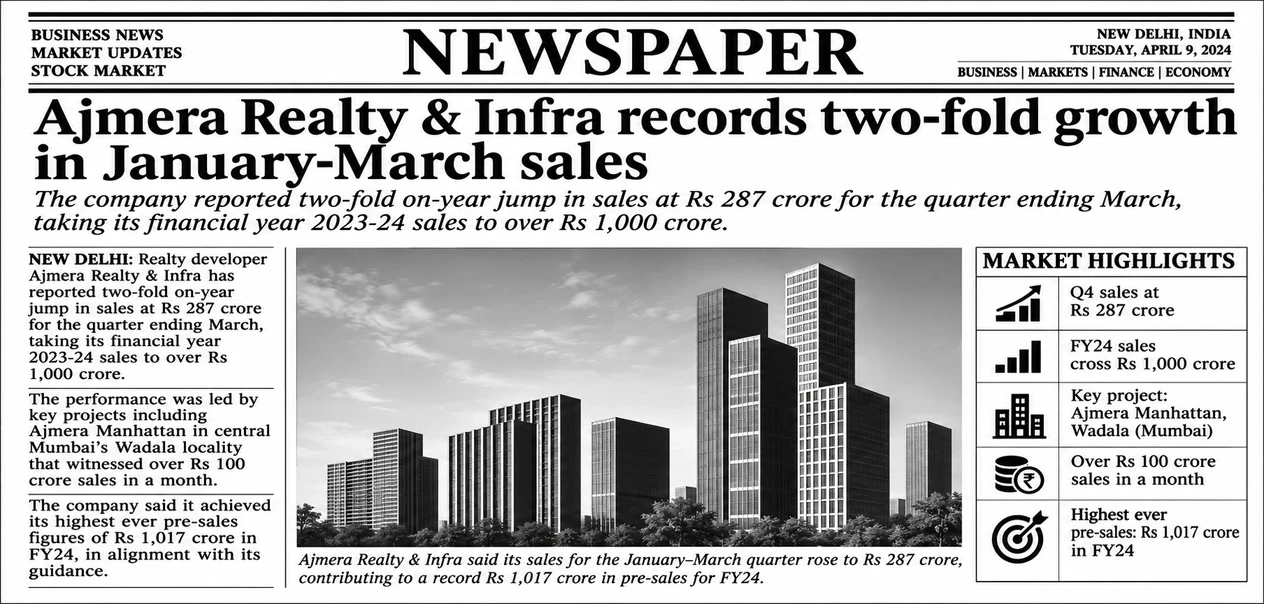 BUSINESS NEWS
MARKET UPDATES
STOCK MARKET
NEWSPAPER
NEW DELHI, INDIA
TUESDAY, APRIL 9, 2024
BUSINESS | MARKETS | FINANCE | ECONOMY
Ajmera Realty & Infra records two-fold growth
in January-March sales
The company reported two-fold on-year jump in sales at Rs 287 crore for the quarter ending March,
taking its financial year 2023-24 sales to over Rs 1,000 crore.
NEW DELHI: Realty developer
Ajmera Realty & Infra has
reported two-fold on-year
jump in sales at Rs 287 crore
for the quarter ending March,
taking its financial year
2023-24 sales to over Rs
1,000 crore.
The performance was led by
key projects including
Ajmera Manhattan in central
Mumbai's Wadala locality
that witnessed over Rs 100
crore sales in a month.
The company said it achieved
its highest ever pre-sales
figures of Rs 1,017 crore in
FY24, in alignment with its
guidance.
Ajmera Realty & Infra said its sales for the January–March quarter rose to Rs 287 crore,
contributing to a record Rs 1,017 crore in pre-sales for FY24.
MARKET HIGHLIGHTS
Q4 sales at
Rs 287 crore
FY24 sales
cross Rs 1,000 crore
Key project:
Ajmera Manhattan,
Wadala (Mumbai)
₹
Over Rs 100 crore
sales in a month
Highest ever
pre-sales: Rs 1,017 crore
in FY24